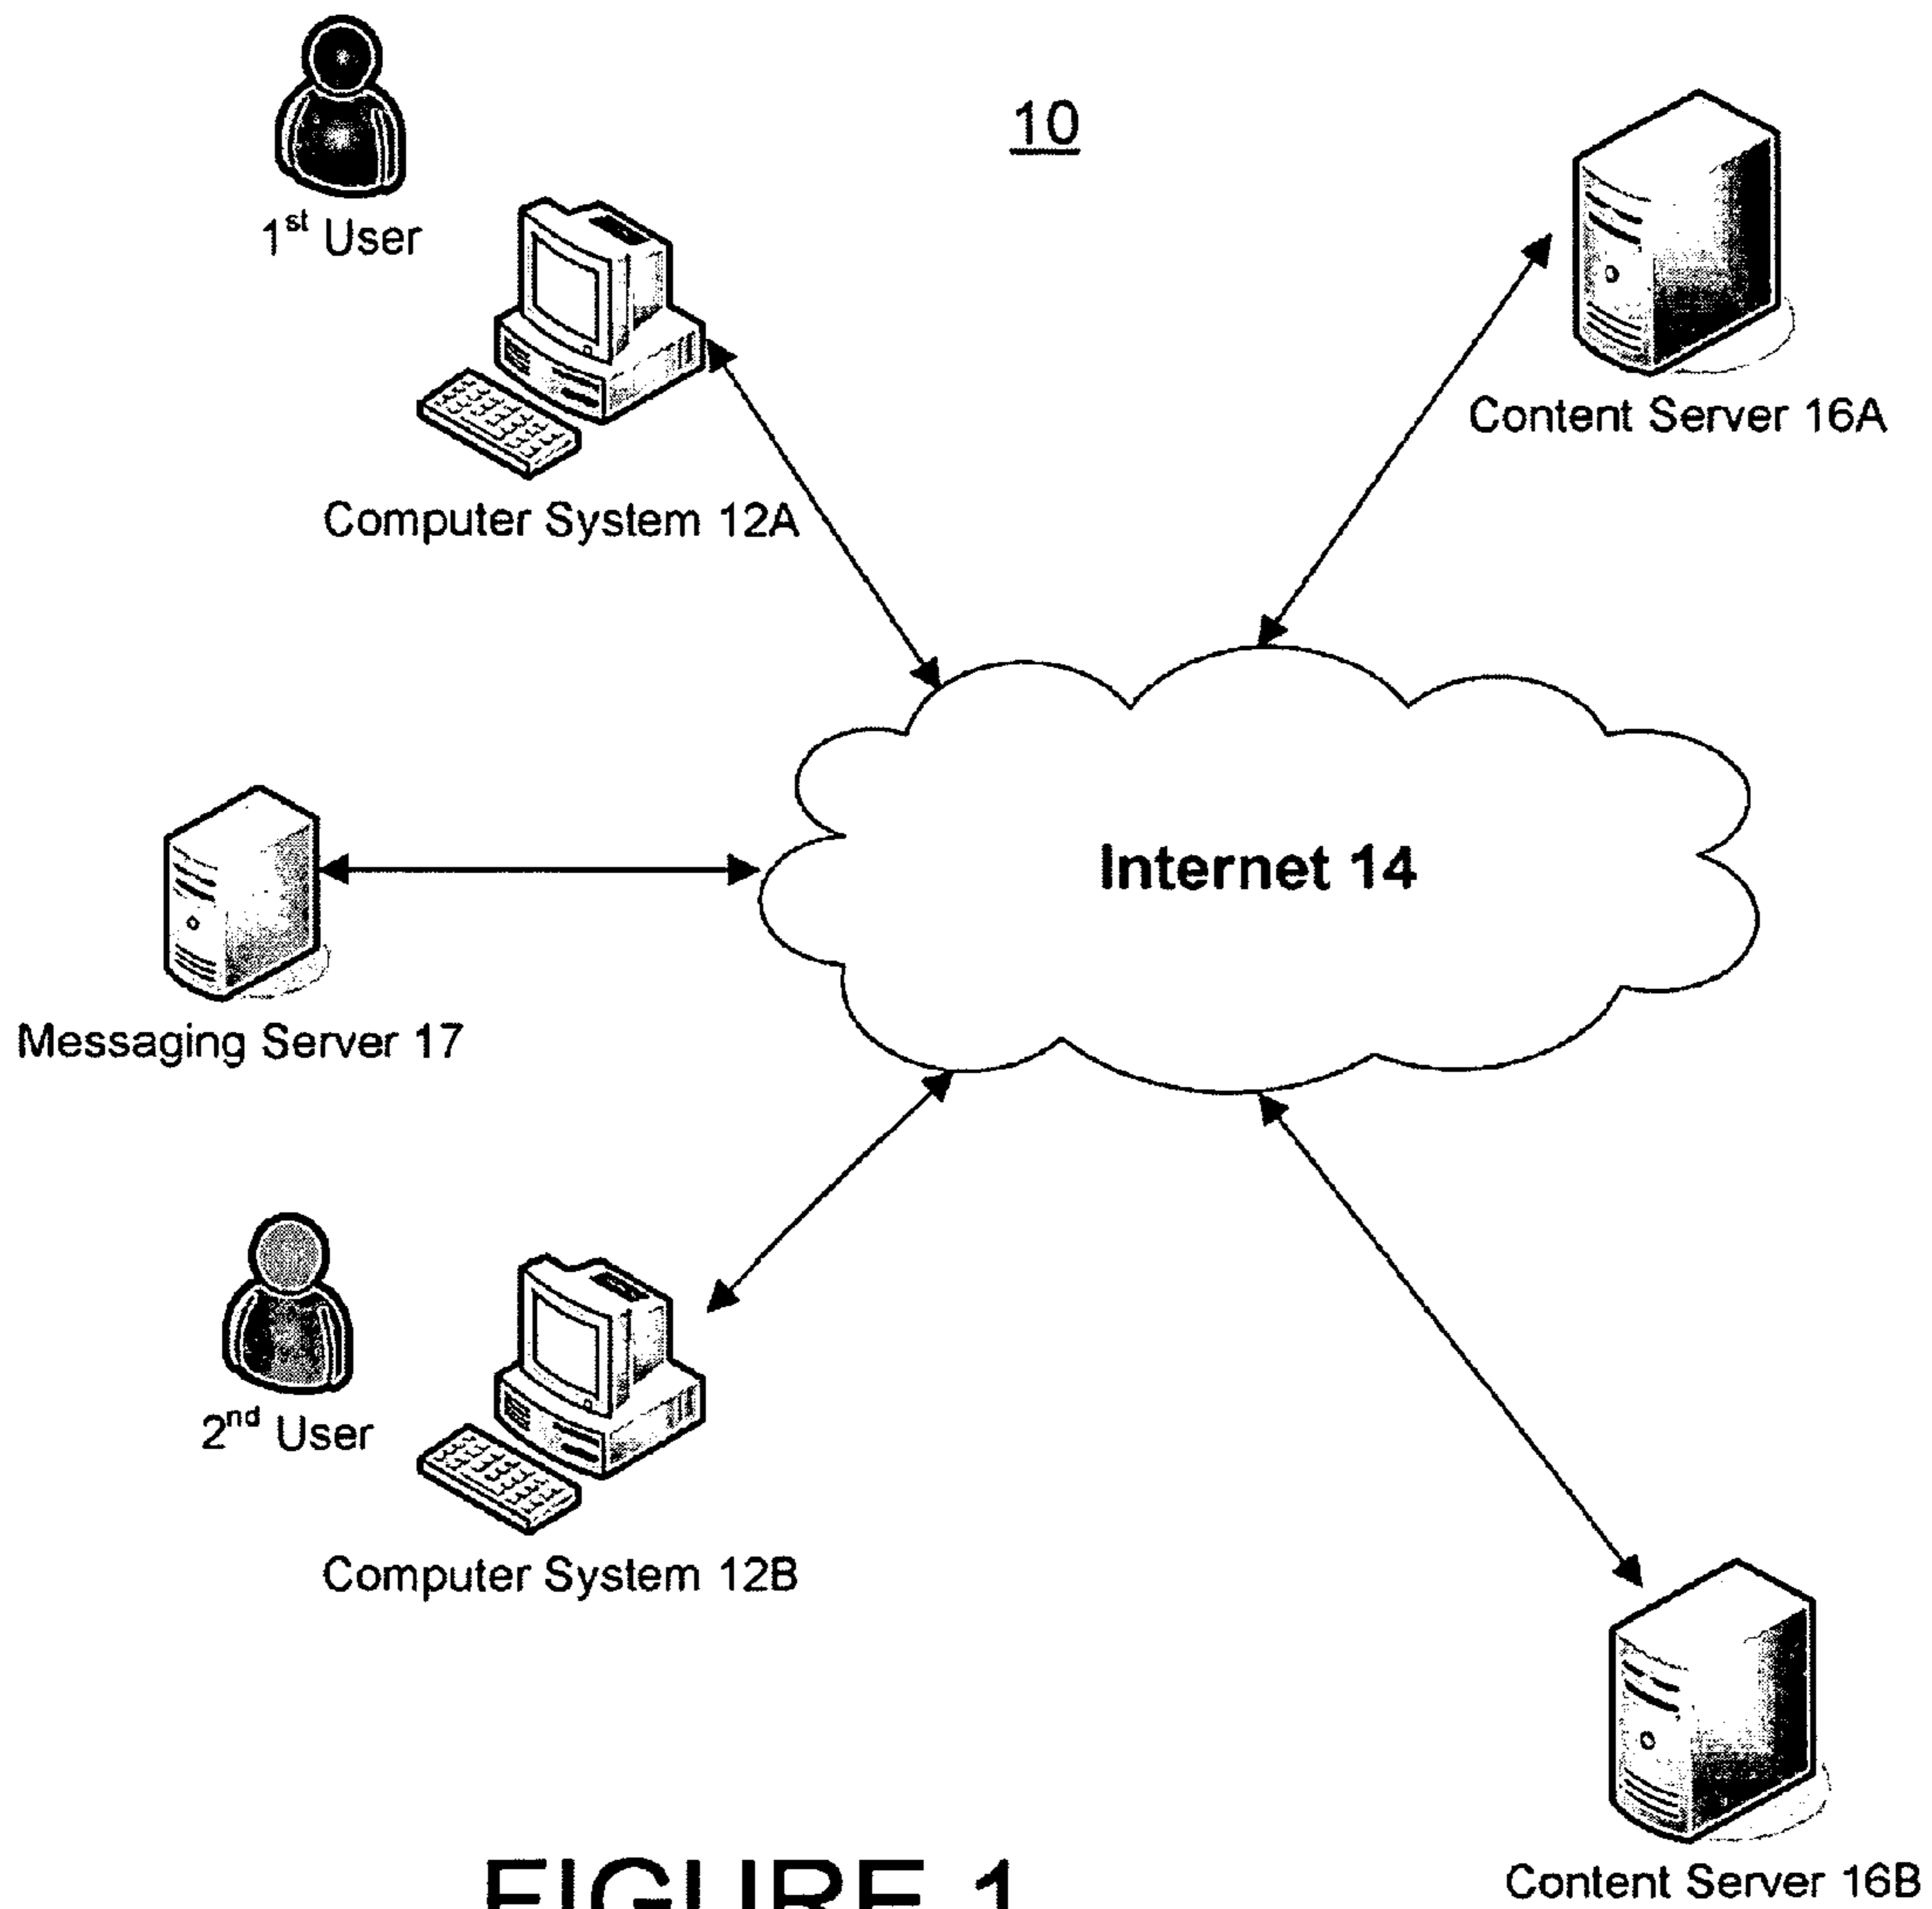 10
1st User
Computer System 12A
Content Server 16A
Internet 14
Messaging Server 17
2nd User
Computer System 12B
Content Server 16B
FIGURE 1